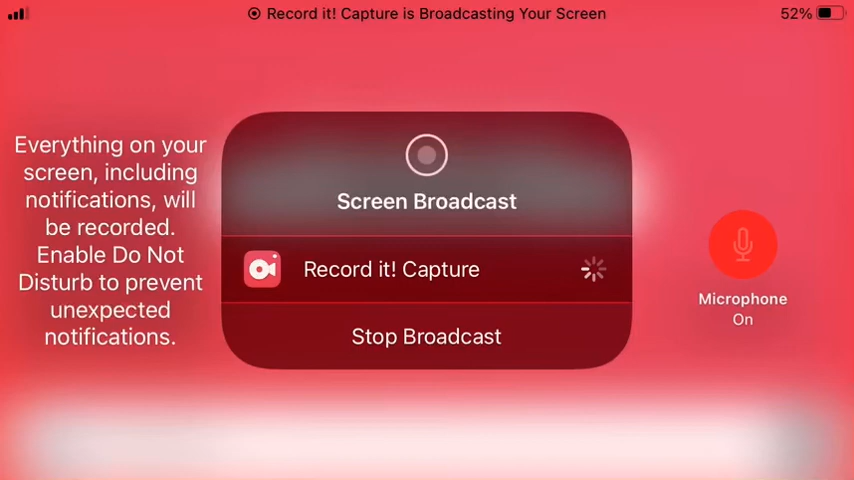 Record it! Capture is Broadcasting Your Screen
52%
Everything on your
screen, including
notifications, will
be recorded.
Enable Do Not
Disturb to prevent
unexpected
notifications.
Screen Broadcast
Record it! Capture
Stop Broadcast
Microphone
On